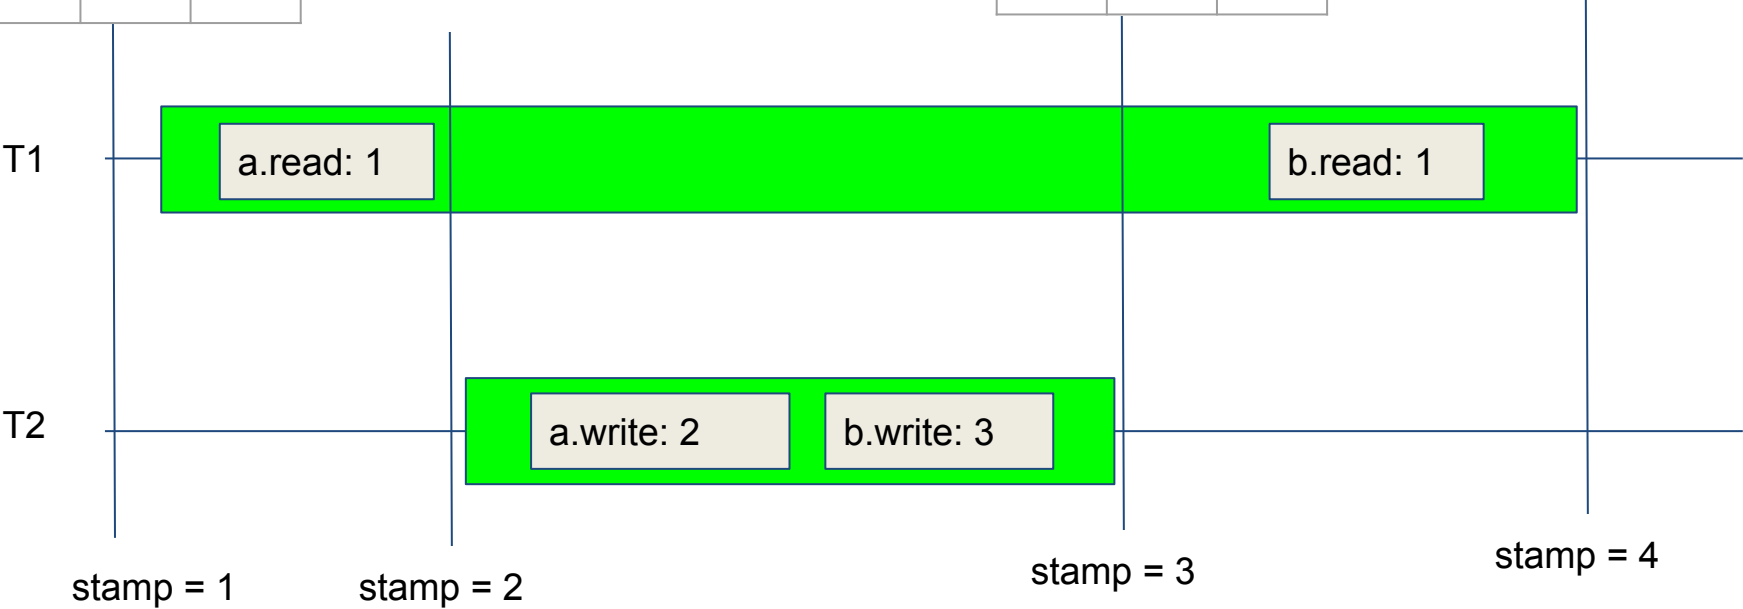 T1
a.read: 1
b.read: 1
T2
a.write: 2
b.write: 3
stamp = 1
stamp = 2
stamp = 3
stamp = 4